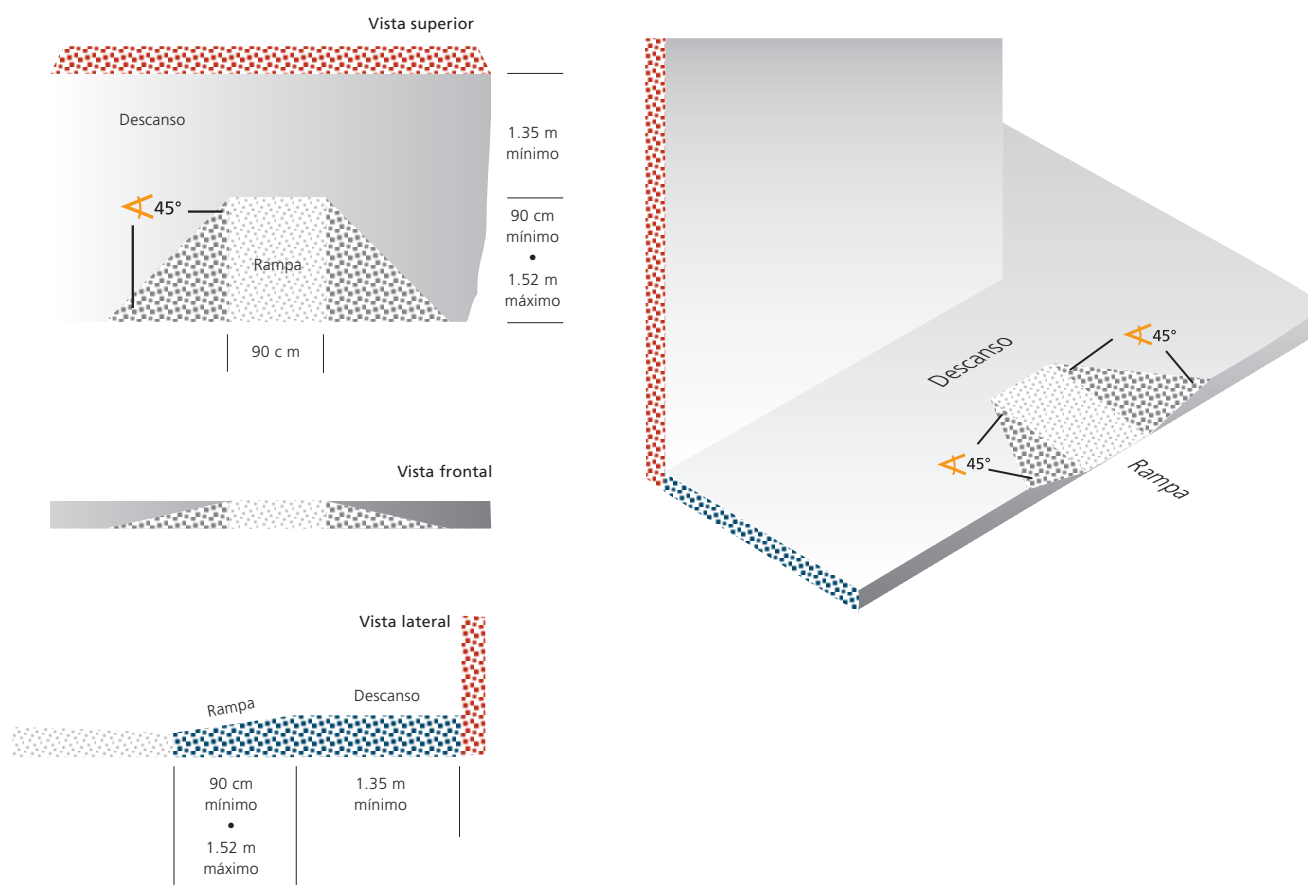 Vista superior
Descanso
1.35 m
mínimo
45°
90 cm
mínimo
•
1.52 m
máximo
Rampa
90 c m
Vista frontal
Vista lateral
Rampa
Descanso
90 cm
mínimo
•
1.52 m
máximo
1.35 m
mínimo
Descanso
45°
45°
Rampa